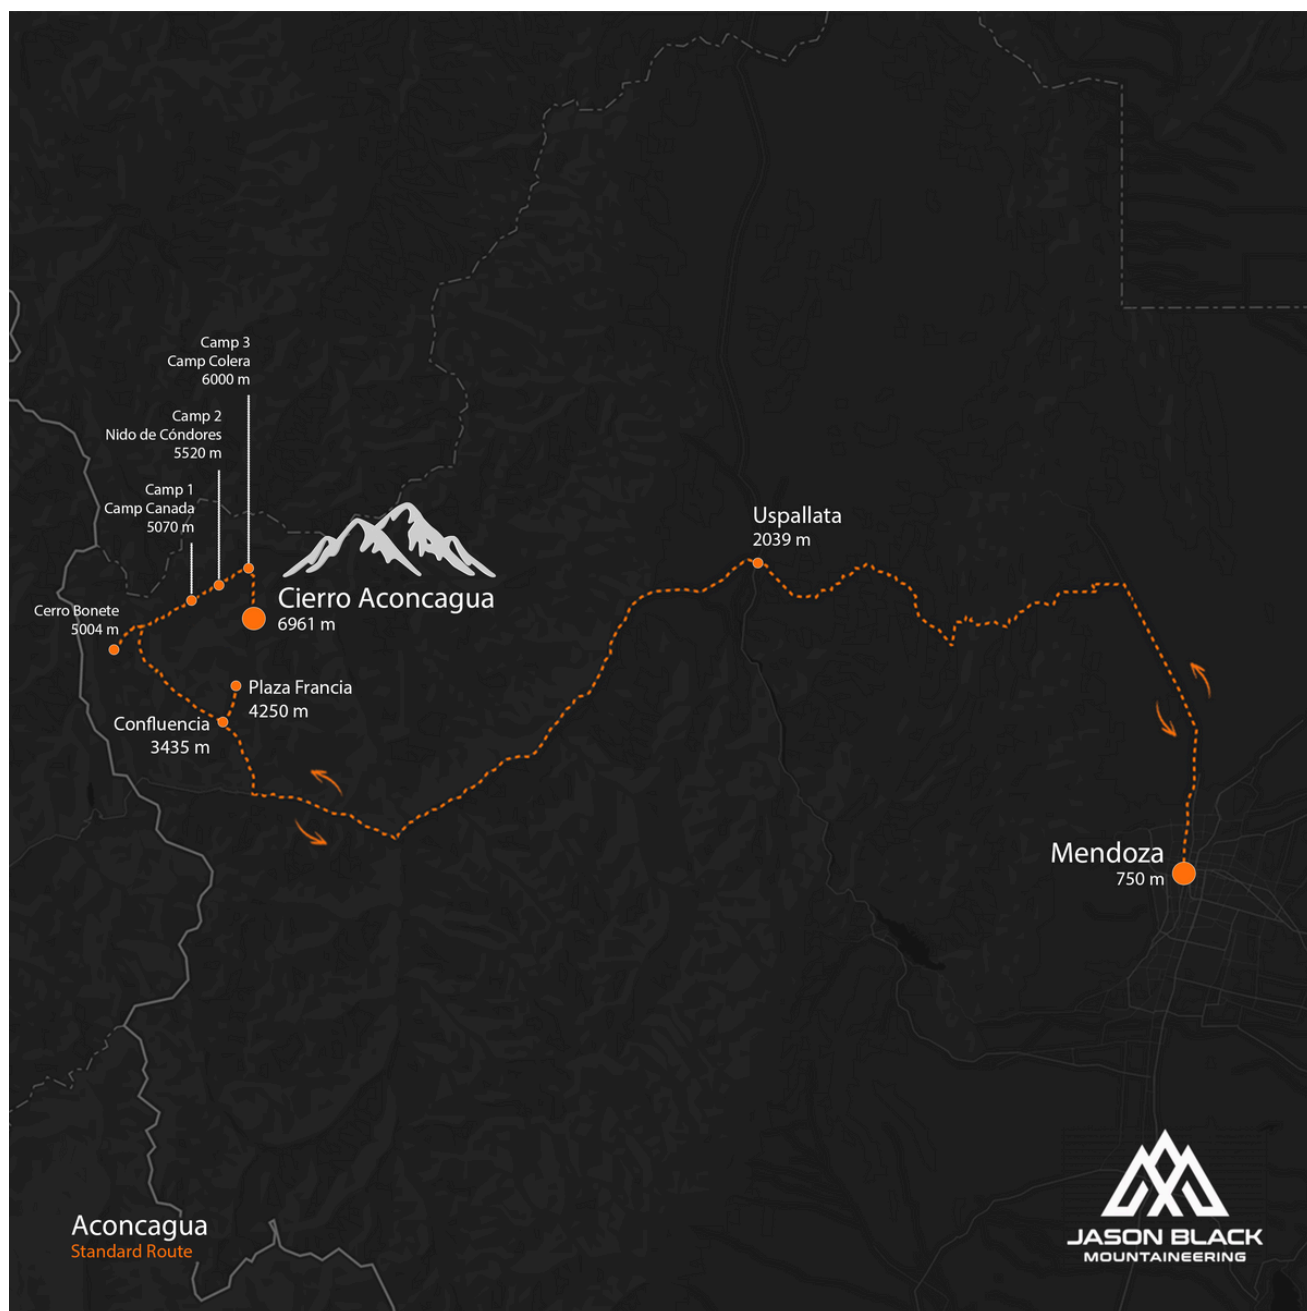 Camp 3
Camp Colera
6000 m
Camp 2
Nido de Cóndores
5520 m
Camp 1
Camp Canada
5070 m
Cerro Bonete
5004 m
Cierro Aconcagua
6961 m
Plaza Francia
4250 m
Confluencia
3435 m
Uspallata
2039 m
Mendoza
750 m
Aconcagua
Standard Route
JASON BLACK
MOUNTAINEERING